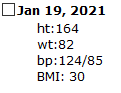 Jan 19, 2021
ht:164
wt:82
bp:124/85
BMI: 30